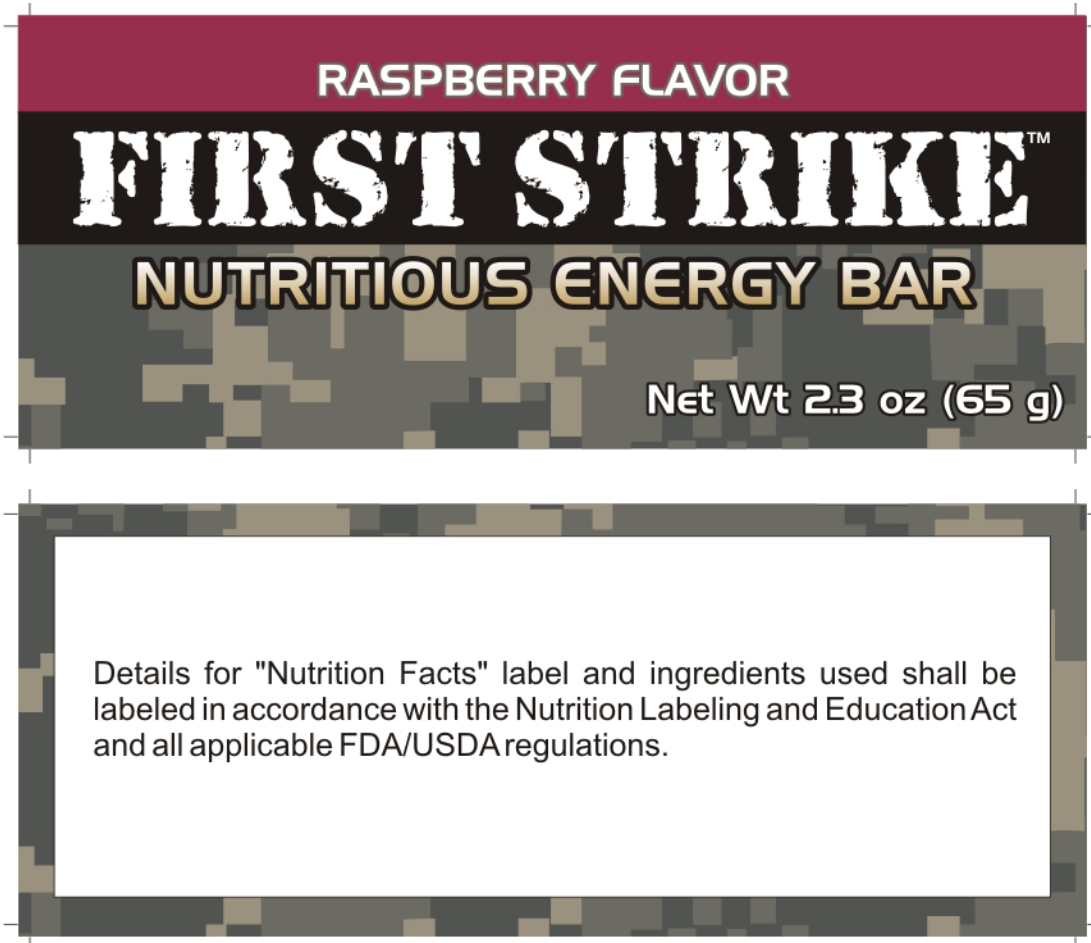 RASPBERRY FLAVOR
FIRST STRIKE™
NUTRITIOUS ENERGY BAR
Net Wt 2.3 oz (65 g)
Details for "Nutrition Facts" label and ingredients used shall be
labeled in accordance with the Nutrition Labeling and Education Act
and all applicable FDA/USDA regulations.